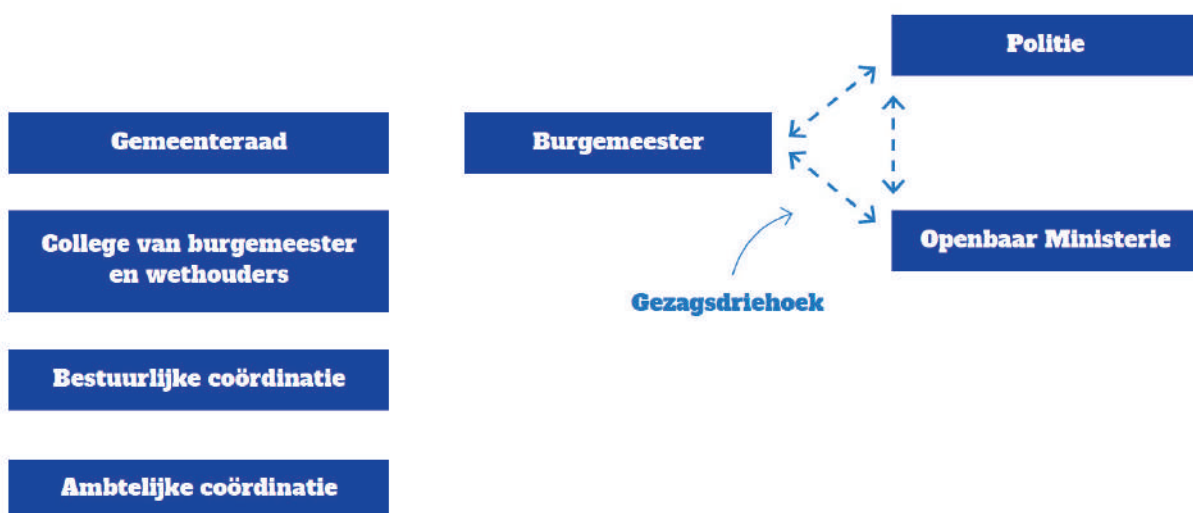 Politie
Gemeenteraad
Burgemeester
College van burgemeester
en wethouders
Openbaar Ministerie
Gezagsdriehoek
Bestuurlijke coördinatie
Ambtelijke coördinatie